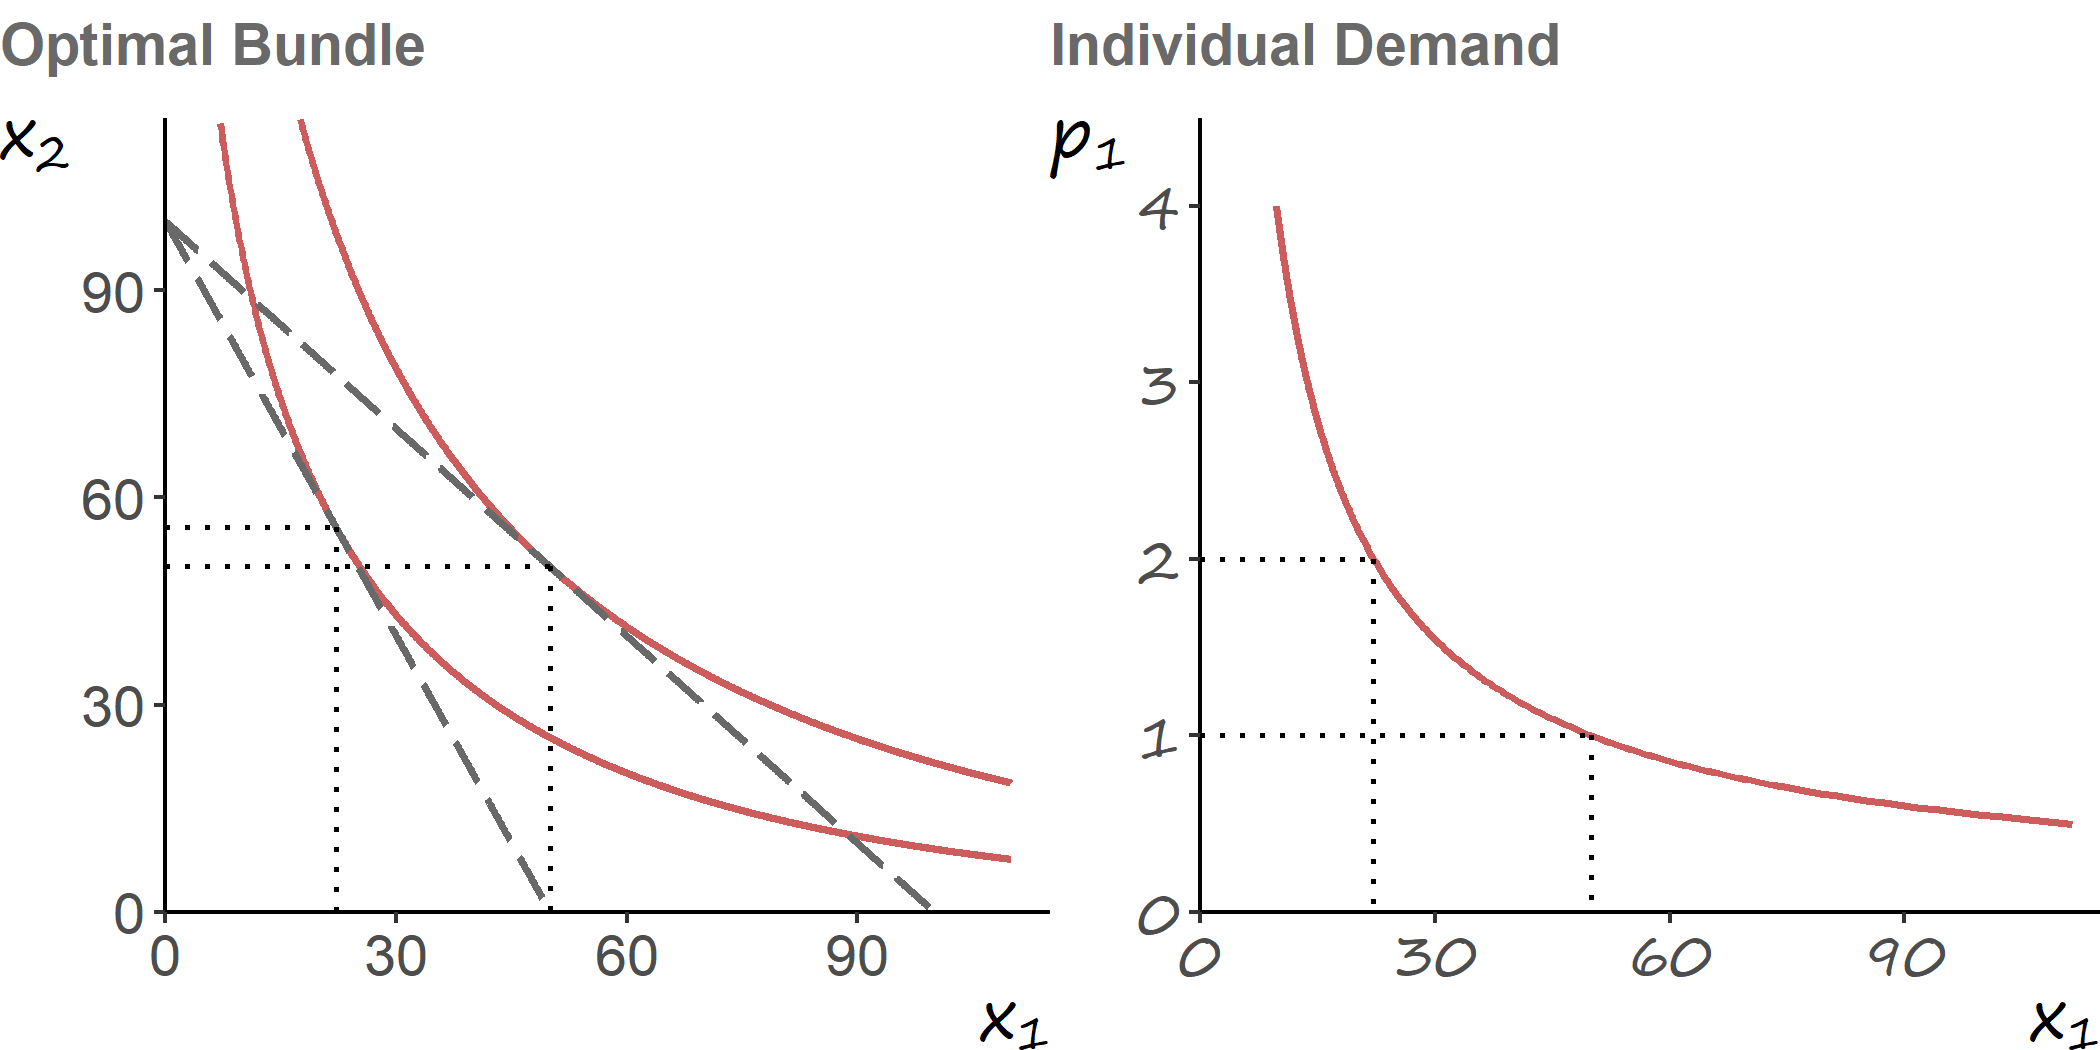 Optimal Bundle
x₂
90
60
30
0
0 30 60 90
x₁
Individual Demand
p₁
4
3
2
1
0
0 30 60 90
x₁